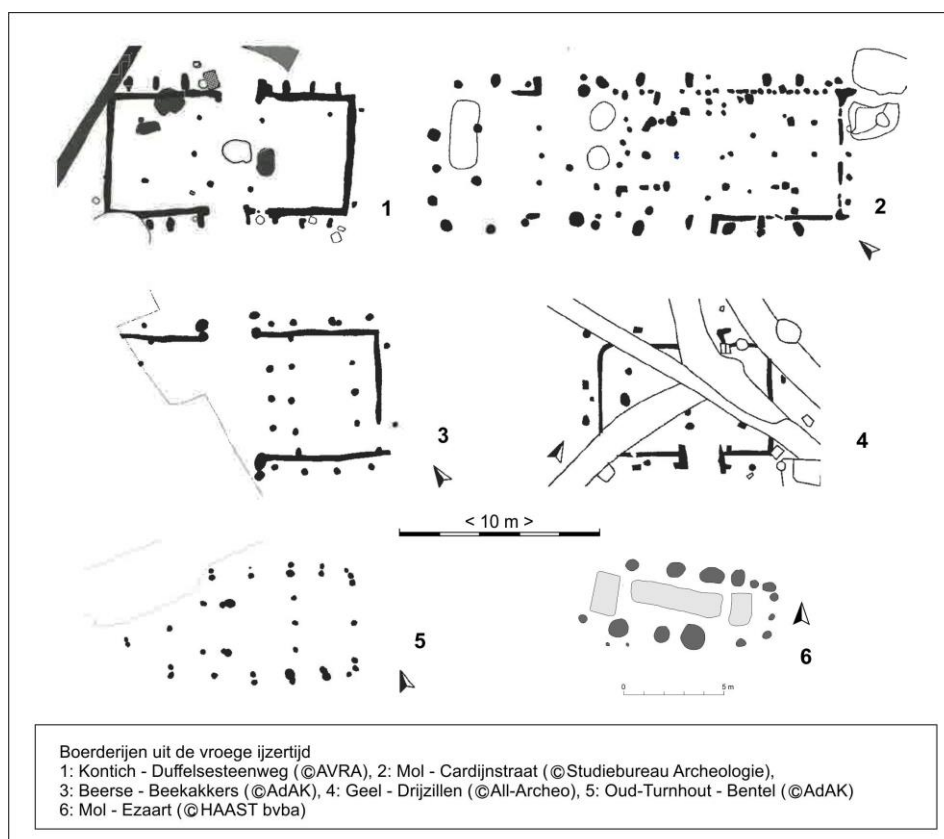 1
2
3
4
< 10 m >
5
6
0 5 m
Boerderijen uit de vroege ijzertijd
1: Kontich - Duffelsesteenweg (©AVRA), 2: Mol - Cardijnstraat (©Studiebureau Archeologie),
3: Beerse - Beekakkers (©AdAK), 4: Geel - Drijzillen (©All-Archeo), 5: Oud-Turnhout - Bentel (©AdAK)
6: Mol - Ezaart (©HAAST bvba)